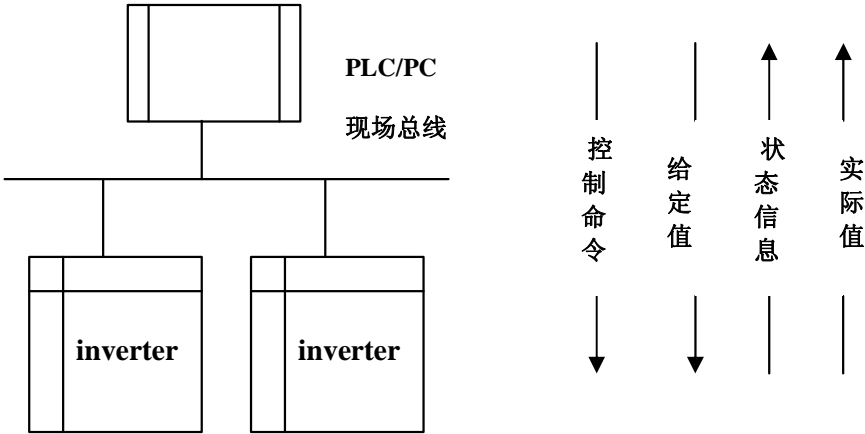 PLC/PC
现场总线
inverter
inverter
控制命令
给定值
状态信息
实际值